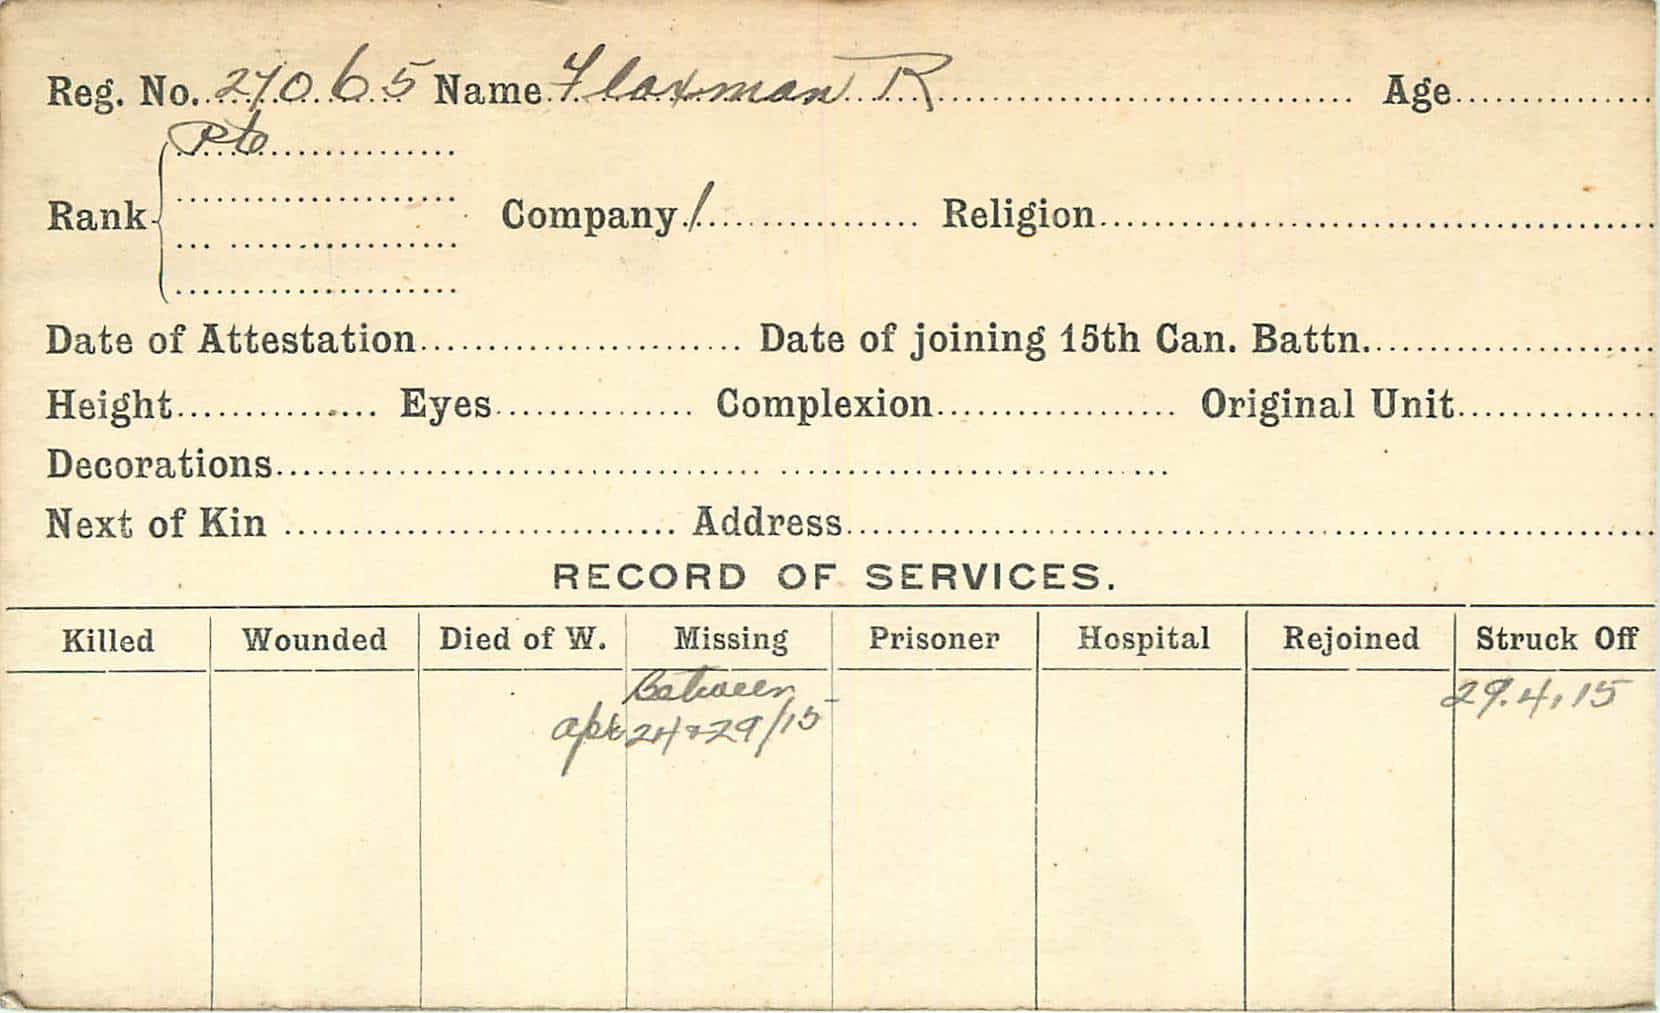 Reg. No. 27065 Name Flaxman R Age
Pte
Rank Company 1 Religion
Date of Attestation Date of joining 15th Can. Battn.
Height Eyes Complexion Original Unit
Decorations
Next of Kin Address
RECORD OF SERVICES.
Killed Wounded Died of W. Missing Prisoner Hospital Rejoined Struck Off
Between 29.4.15
apr 24 & 29/15